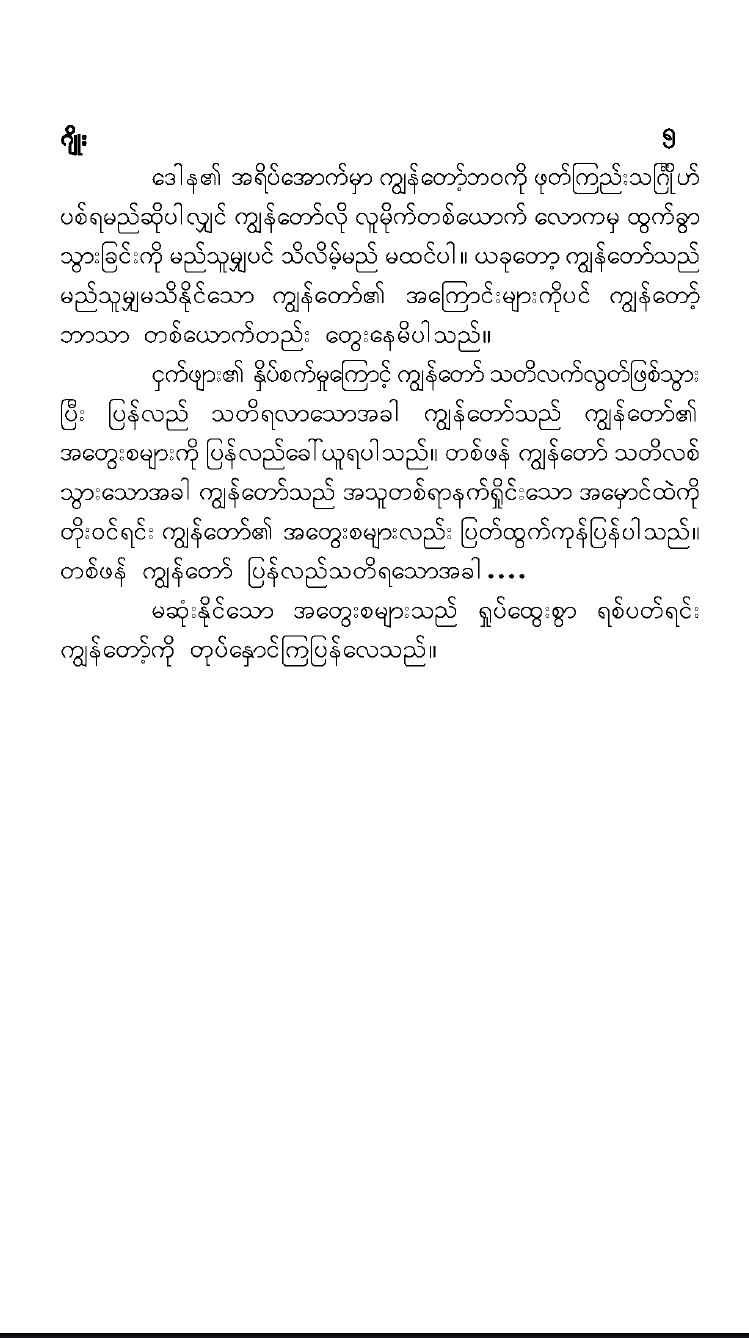 ဂျိုး ၅
ဒေါန၏ အရိပ်အောက်မှာ ကျွန်တော့်ဘဝကို ဖုတ်ကြည်းသင်္ဂြိုဟ်
ပစ်ရမည်ဆိုပါလျှင် ကျွန်တော်လို လူမိုက်တစ်ယောက် လောကမှ ထွက်ခွာ
သွားခြင်းကို မည်သူမျှပင် သိလိမ့်မည် မထင်ပါ။ ယခုတော့ ကျွန်တော်သည်
မည်သူမျှမသိနိုင်သော ကျွန်တော်၏ အကြောင်းများကိုပင် ကျွန်တော့်
ဘာသာ တစ်ယောက်တည်း တွေးနေမိပါသည်။
ငှက်ဖျား၏ နှိပ်စက်မှုကြောင့် ကျွန်တော် သတိလက်လွတ်ဖြစ်သွား
ပြီး ပြန်လည် သတိရလာသောအခါ ကျွန်တော်သည် ကျွန်တော်၏
အတွေးစများကို ပြန်လည်ခေါ်ယူရပါသည်။ တစ်ဖန် ကျွန်တော် သတိလစ်
သွားသောအခါ ကျွန်တော်သည် အသူတစ်ရာနက်ရှိုင်းသော အမှောင်ထဲကို
တိုးဝင်ရင်း ကျွန်တော်၏ အတွေးစများလည်း ပြတ်ထွက်ကုန်ပြန်ပါသည်။
တစ်ဖန် ကျွန်တော် ပြန်လည်သတိရသောအခါ ....
မဆုံးနိုင်သော အတွေးစများသည် ရှုပ်ထွေးစွာ ရစ်ပတ်ရင်း
ကျွန်တော့်ကို တုပ်နှောင်ကြပြန်လေသည်။